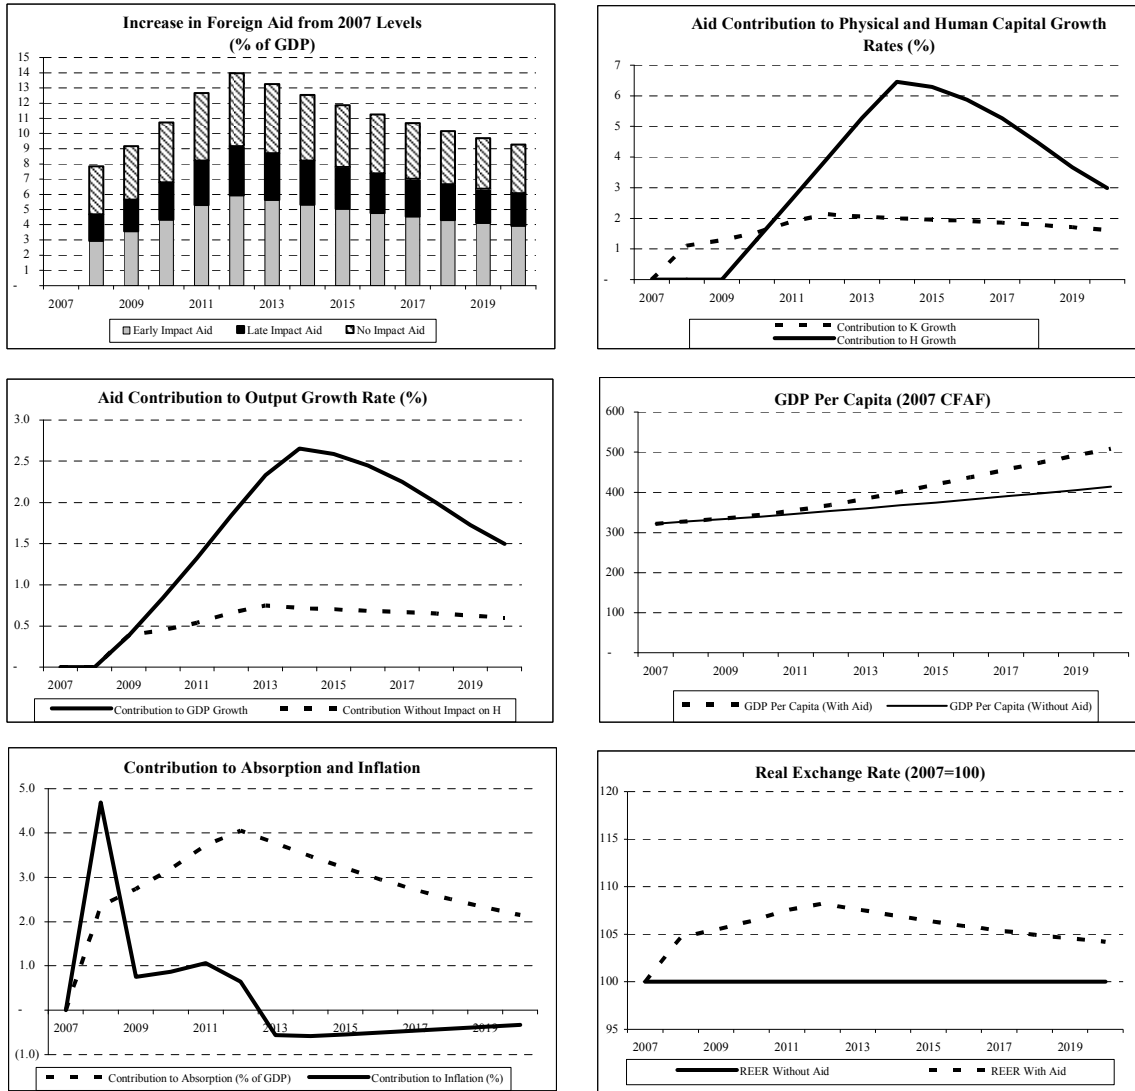 Increase in Foreign Aid from 2007 Levels
(% of GDP)
15
14
13
12
11
10
9
8
7
6
5
4
3
2
1
-
2007 2009 2011 2013 2015 2017 2019
Early Impact Aid Late Impact Aid No Impact Aid
Aid Contribution to Physical and Human Capital Growth
Rates (%)
7
6
5
4
3
2
1
-
2007 2009 2011 2013 2015 2017 2019
Contribution to K Growth
Contribution to H Growth
Aid Contribution to Output Growth Rate (%)
3.0
2.5
2.0
1.5
1.0
0.5
-
2007 2009 2011 2013 2015 2017 2019
Contribution to GDP Growth Contribution Without Impact on H
GDP Per Capita (2007 CFAF)
600
500
400
300
200
100
-
2007 2009 2011 2013 2015 2017 2019
GDP Per Capita (With Aid) GDP Per Capita (Without Aid)
Contribution to Absorption and Inflation
5.0
4.0
3.0
2.0
1.0
-
(1.0)
2007 2009 2011 2013 2015 2017 2019
Contribution to Absorption (% of GDP) Contribution to Inflation (%)
Real Exchange Rate (2007=100)
120
115
110
105
100
95
2007 2009 2011 2013 2015 2017 2019
REER Without Aid REER With Aid